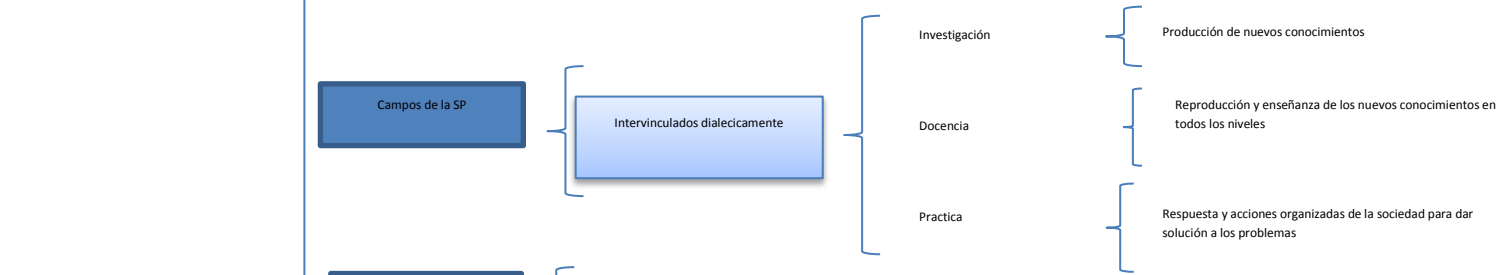 Campos de la SP
Intervinculados dialecicamente
Investigación
Producción de nuevos conocimientos
Docencia
Reproducción y enseñanza de los nuevos conocimientos en
todos los niveles
Practica
Respuesta y acciones organizadas de la sociedad para dar
solución a los problemas